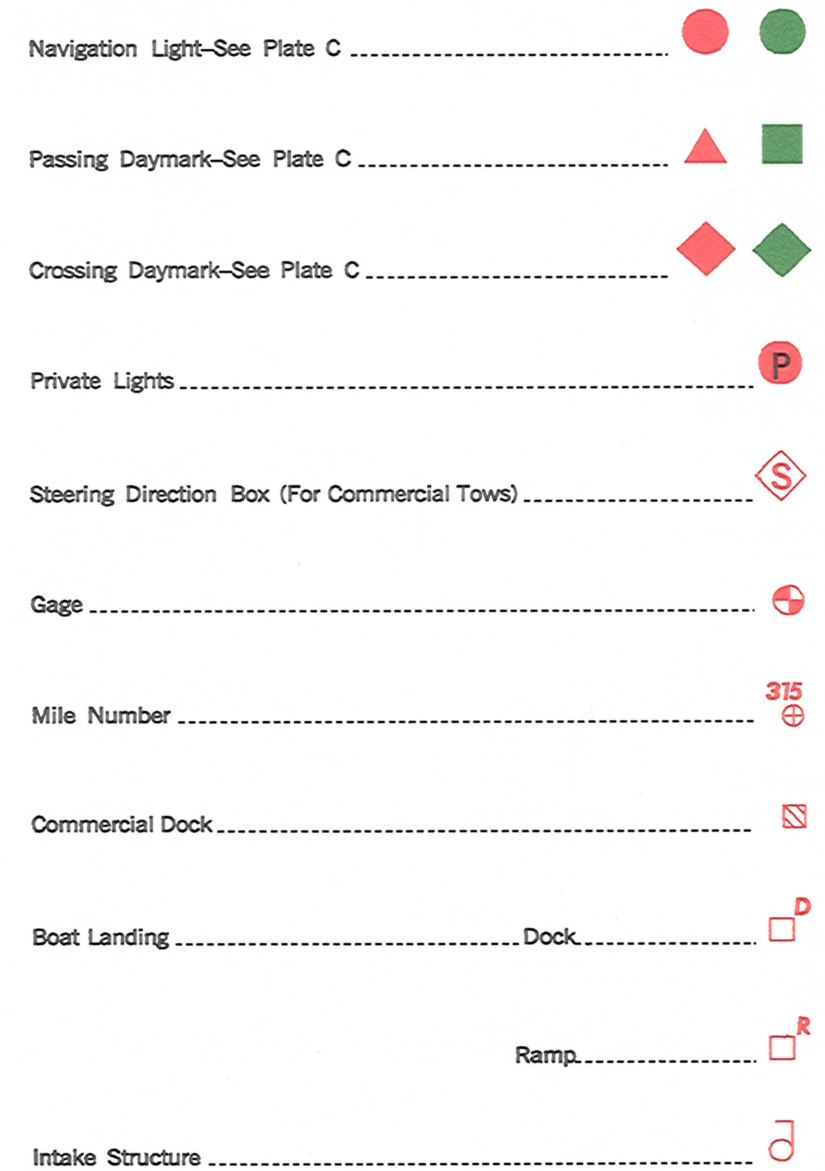 Navigation Light–See Plate C
Passing Daymark–See Plate C
Crossing Daymark–See Plate C
Private Lights P
Steering Direction Box (For Commercial Tows) S
Gage
315
Mile Number
Commercial Dock
D
Boat Landing Dock
R
Ramp
Intake Structure